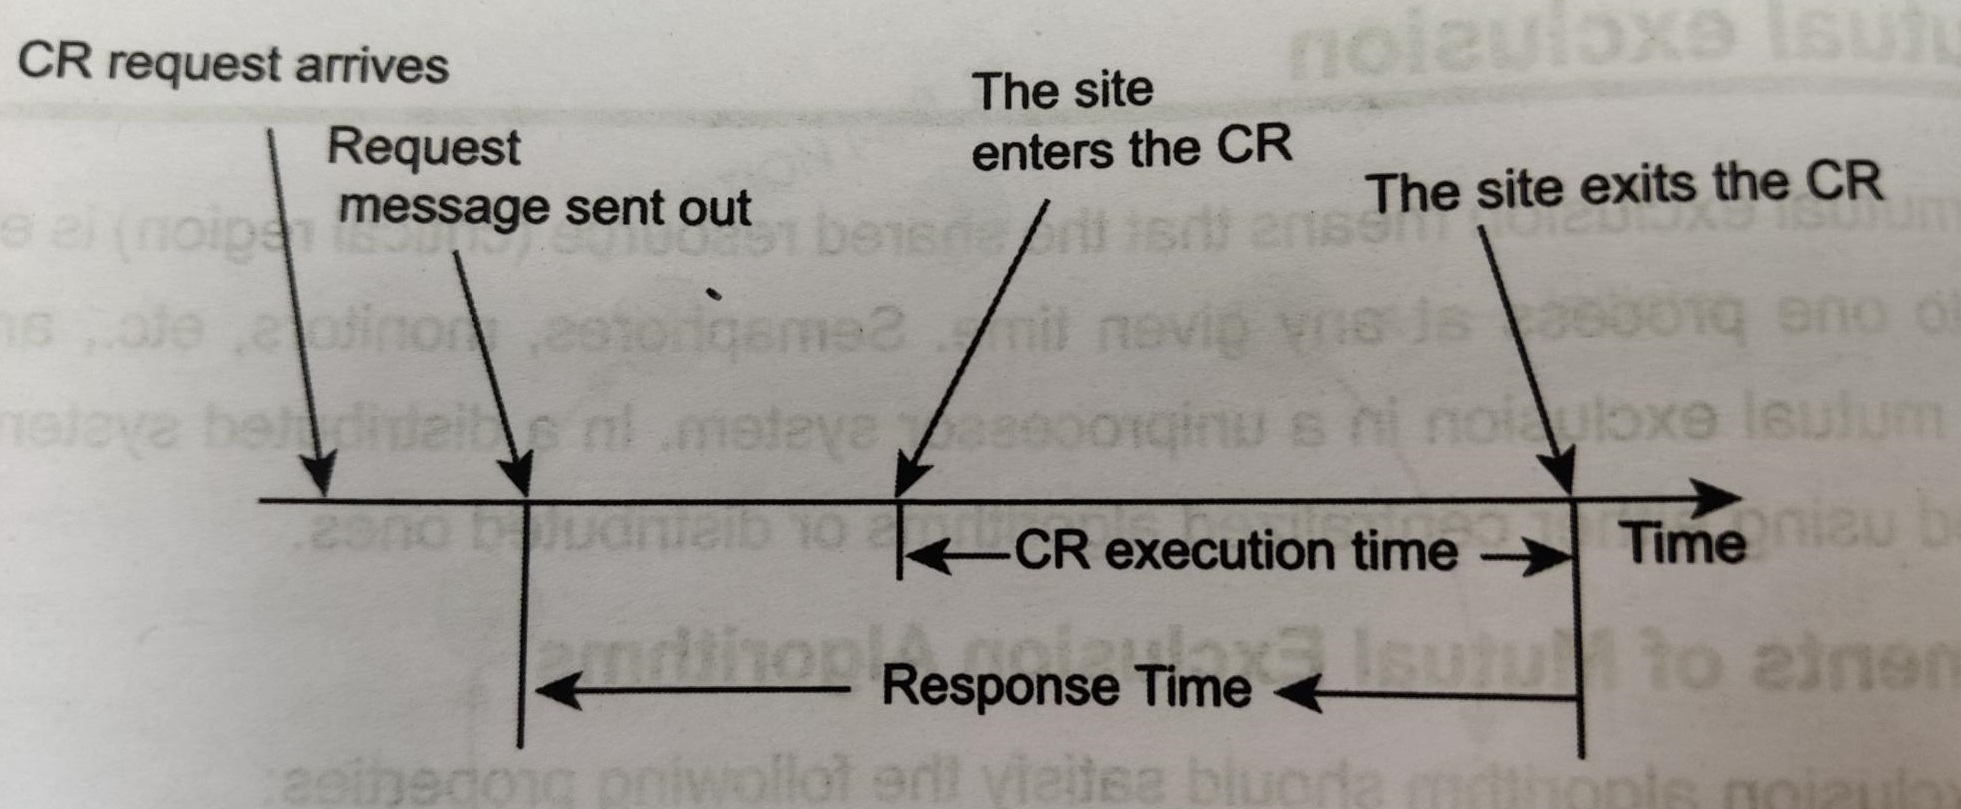 CR request arrives
Request
message sent out
The site
enters the CR
The site exits the CR
CR execution time
Time
Response Time